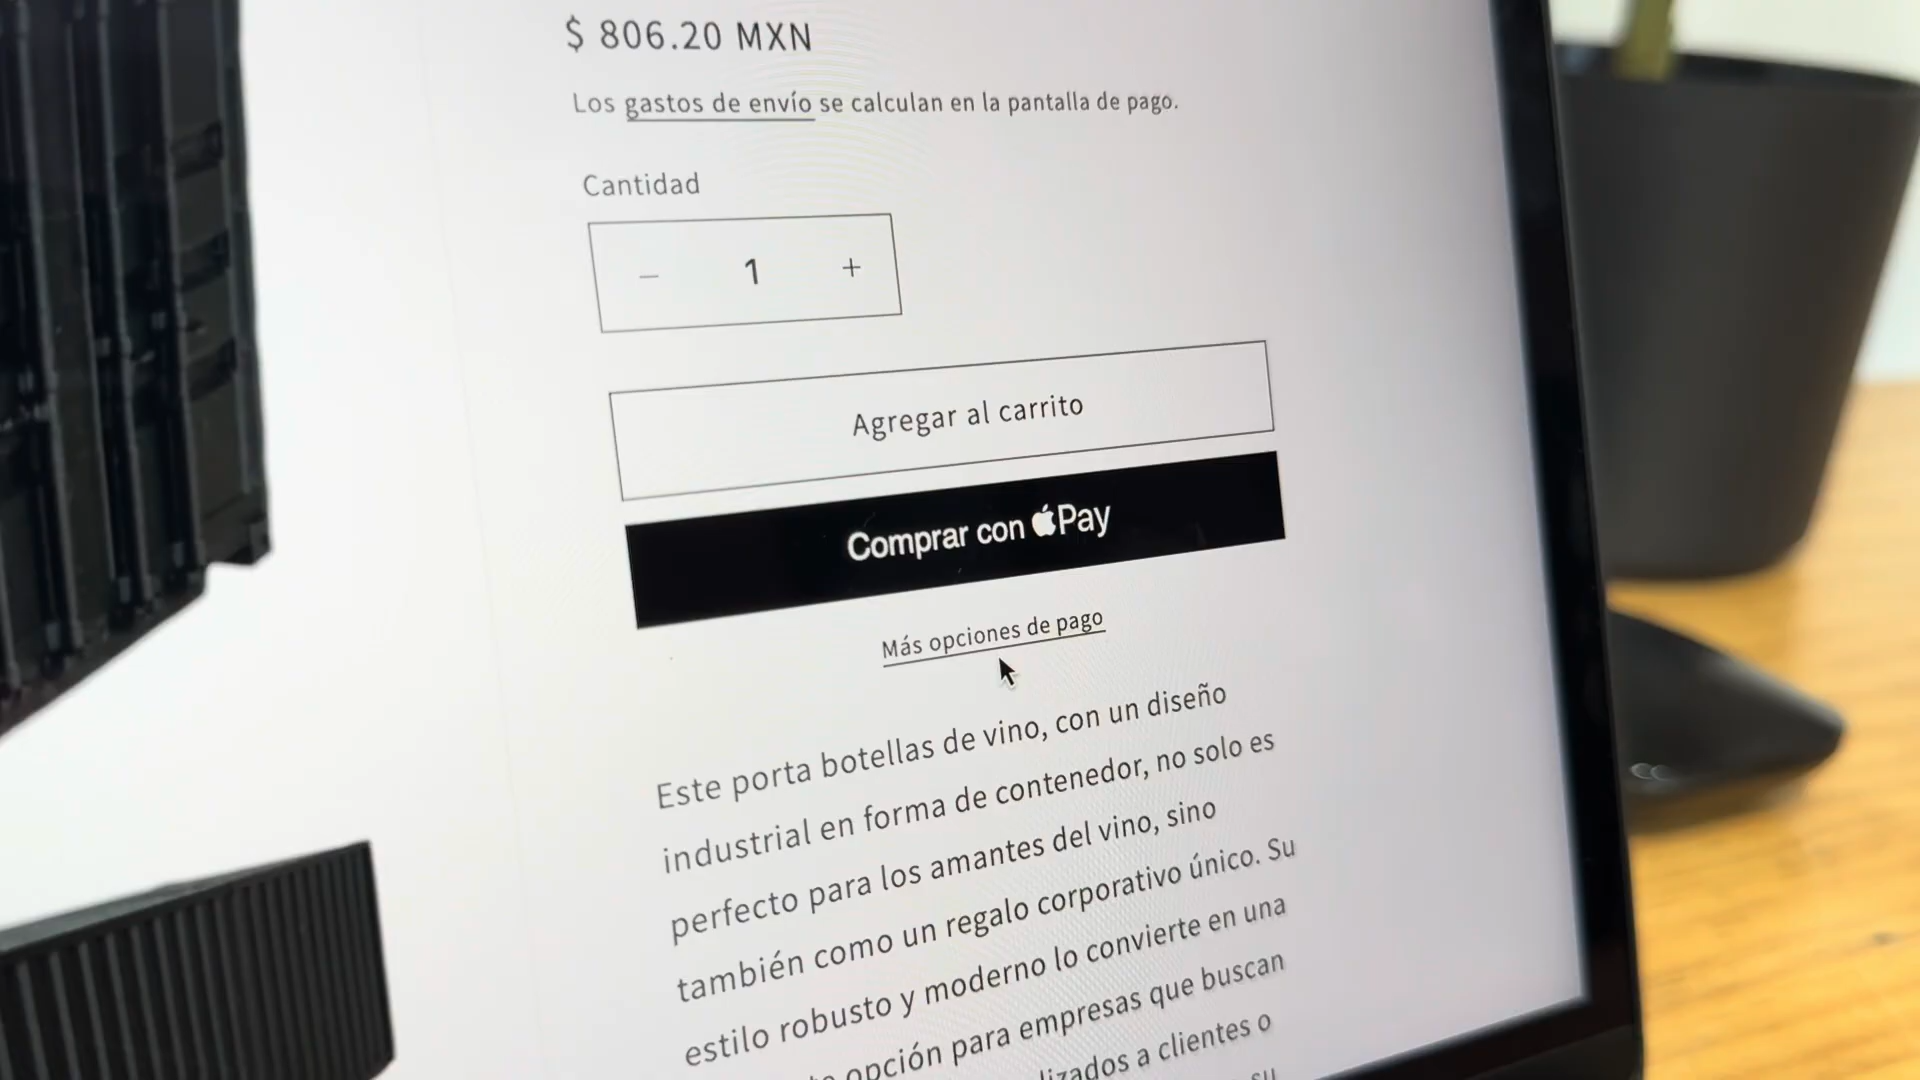 $ 806.20 MXN
Los gastos de envío se calculan en la pantalla de pago.
Cantidad
− 1 +
Agregar al carrito
Comprar con Pay
Más opciones de pago
Este porta botellas de vino, con un diseño
industrial en forma de contenedor, no solo es
perfecto para los amantes del vino, sino
también como un regalo corporativo único. Su
estilo robusto y moderno lo convierte en una
opción para empresas que buscan
a clientes o
su